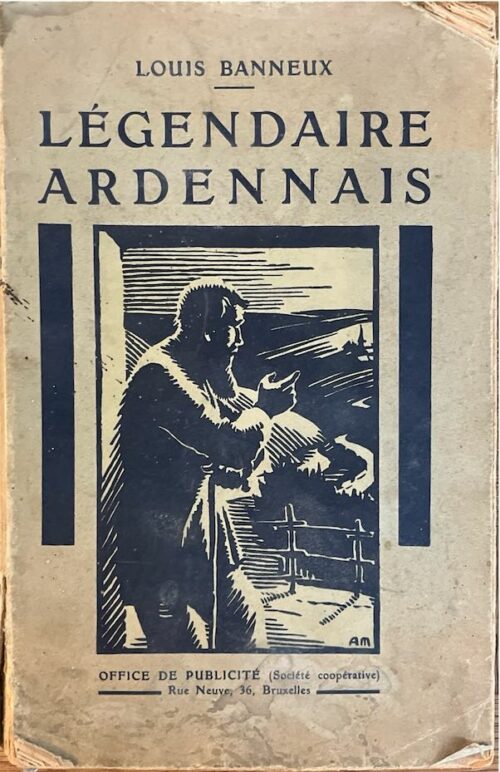 LOUIS BANNEUX
LÉGENDAIRE
ARDENNAIS
AM
OFFICE DE PUBLICITÉ (Société coopérative)
Rue Neuve, 36, Bruxelles